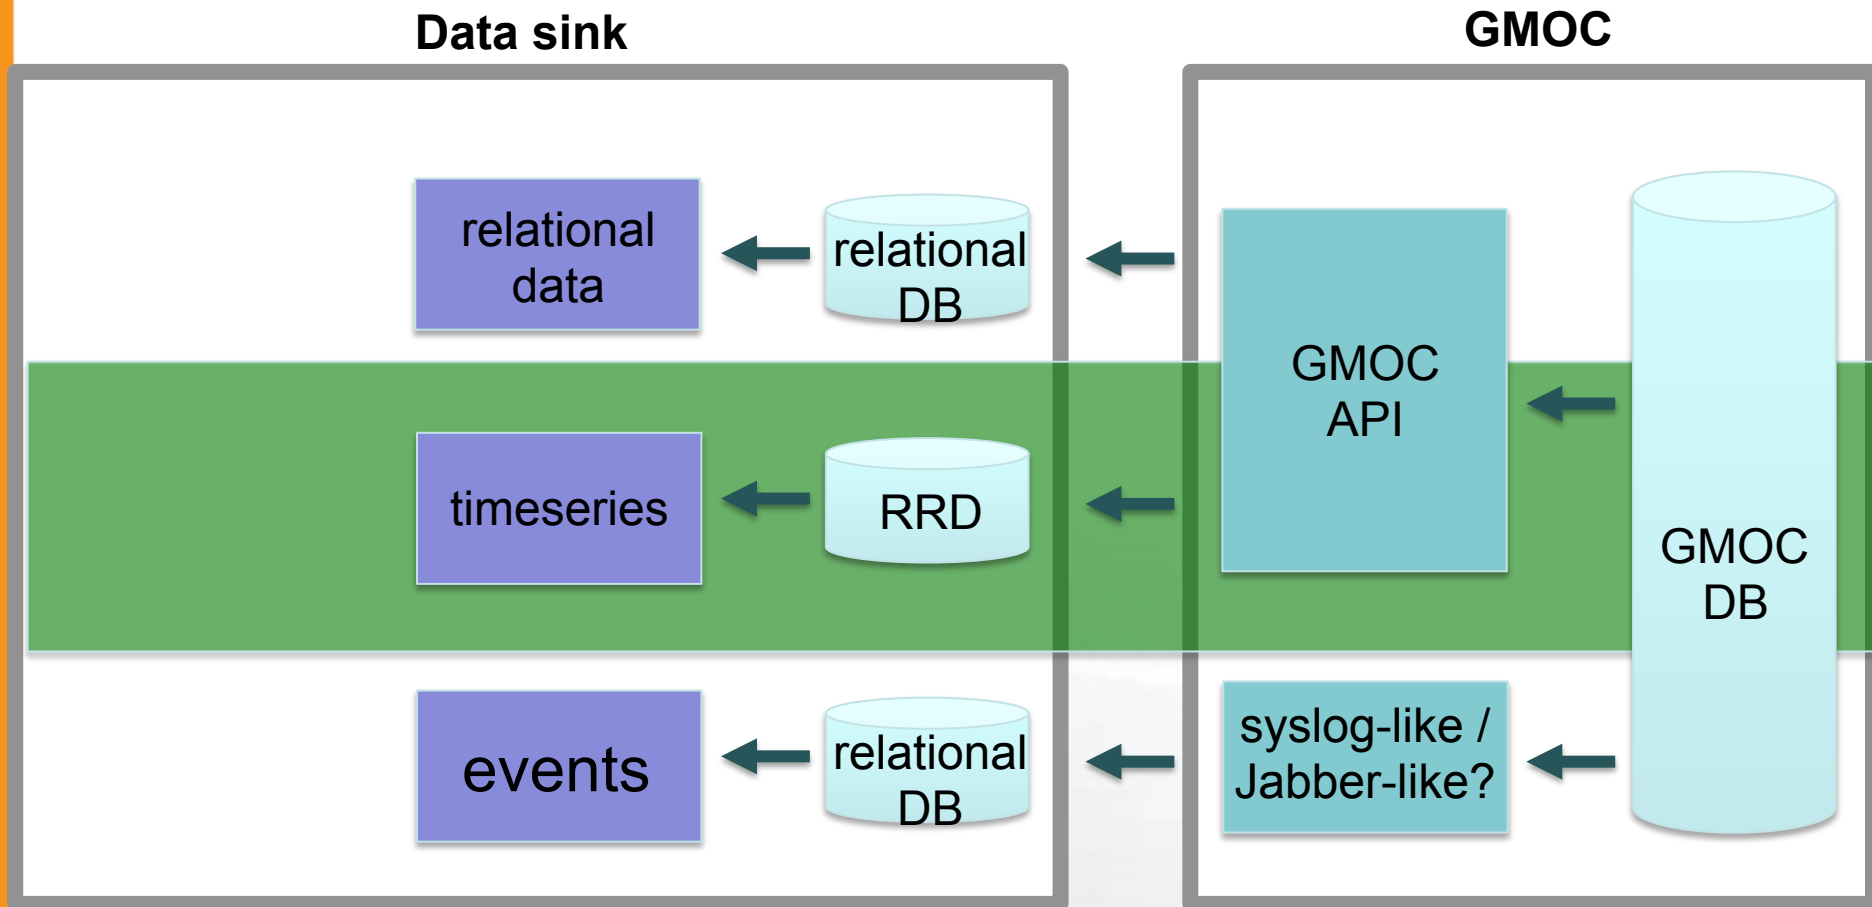 Data sink
GMOC
relational
data
relational
DB
GMOC
API
timeseries
RRD
GMOC
DB
events
relational
DB
syslog-like /
Jabber-like?